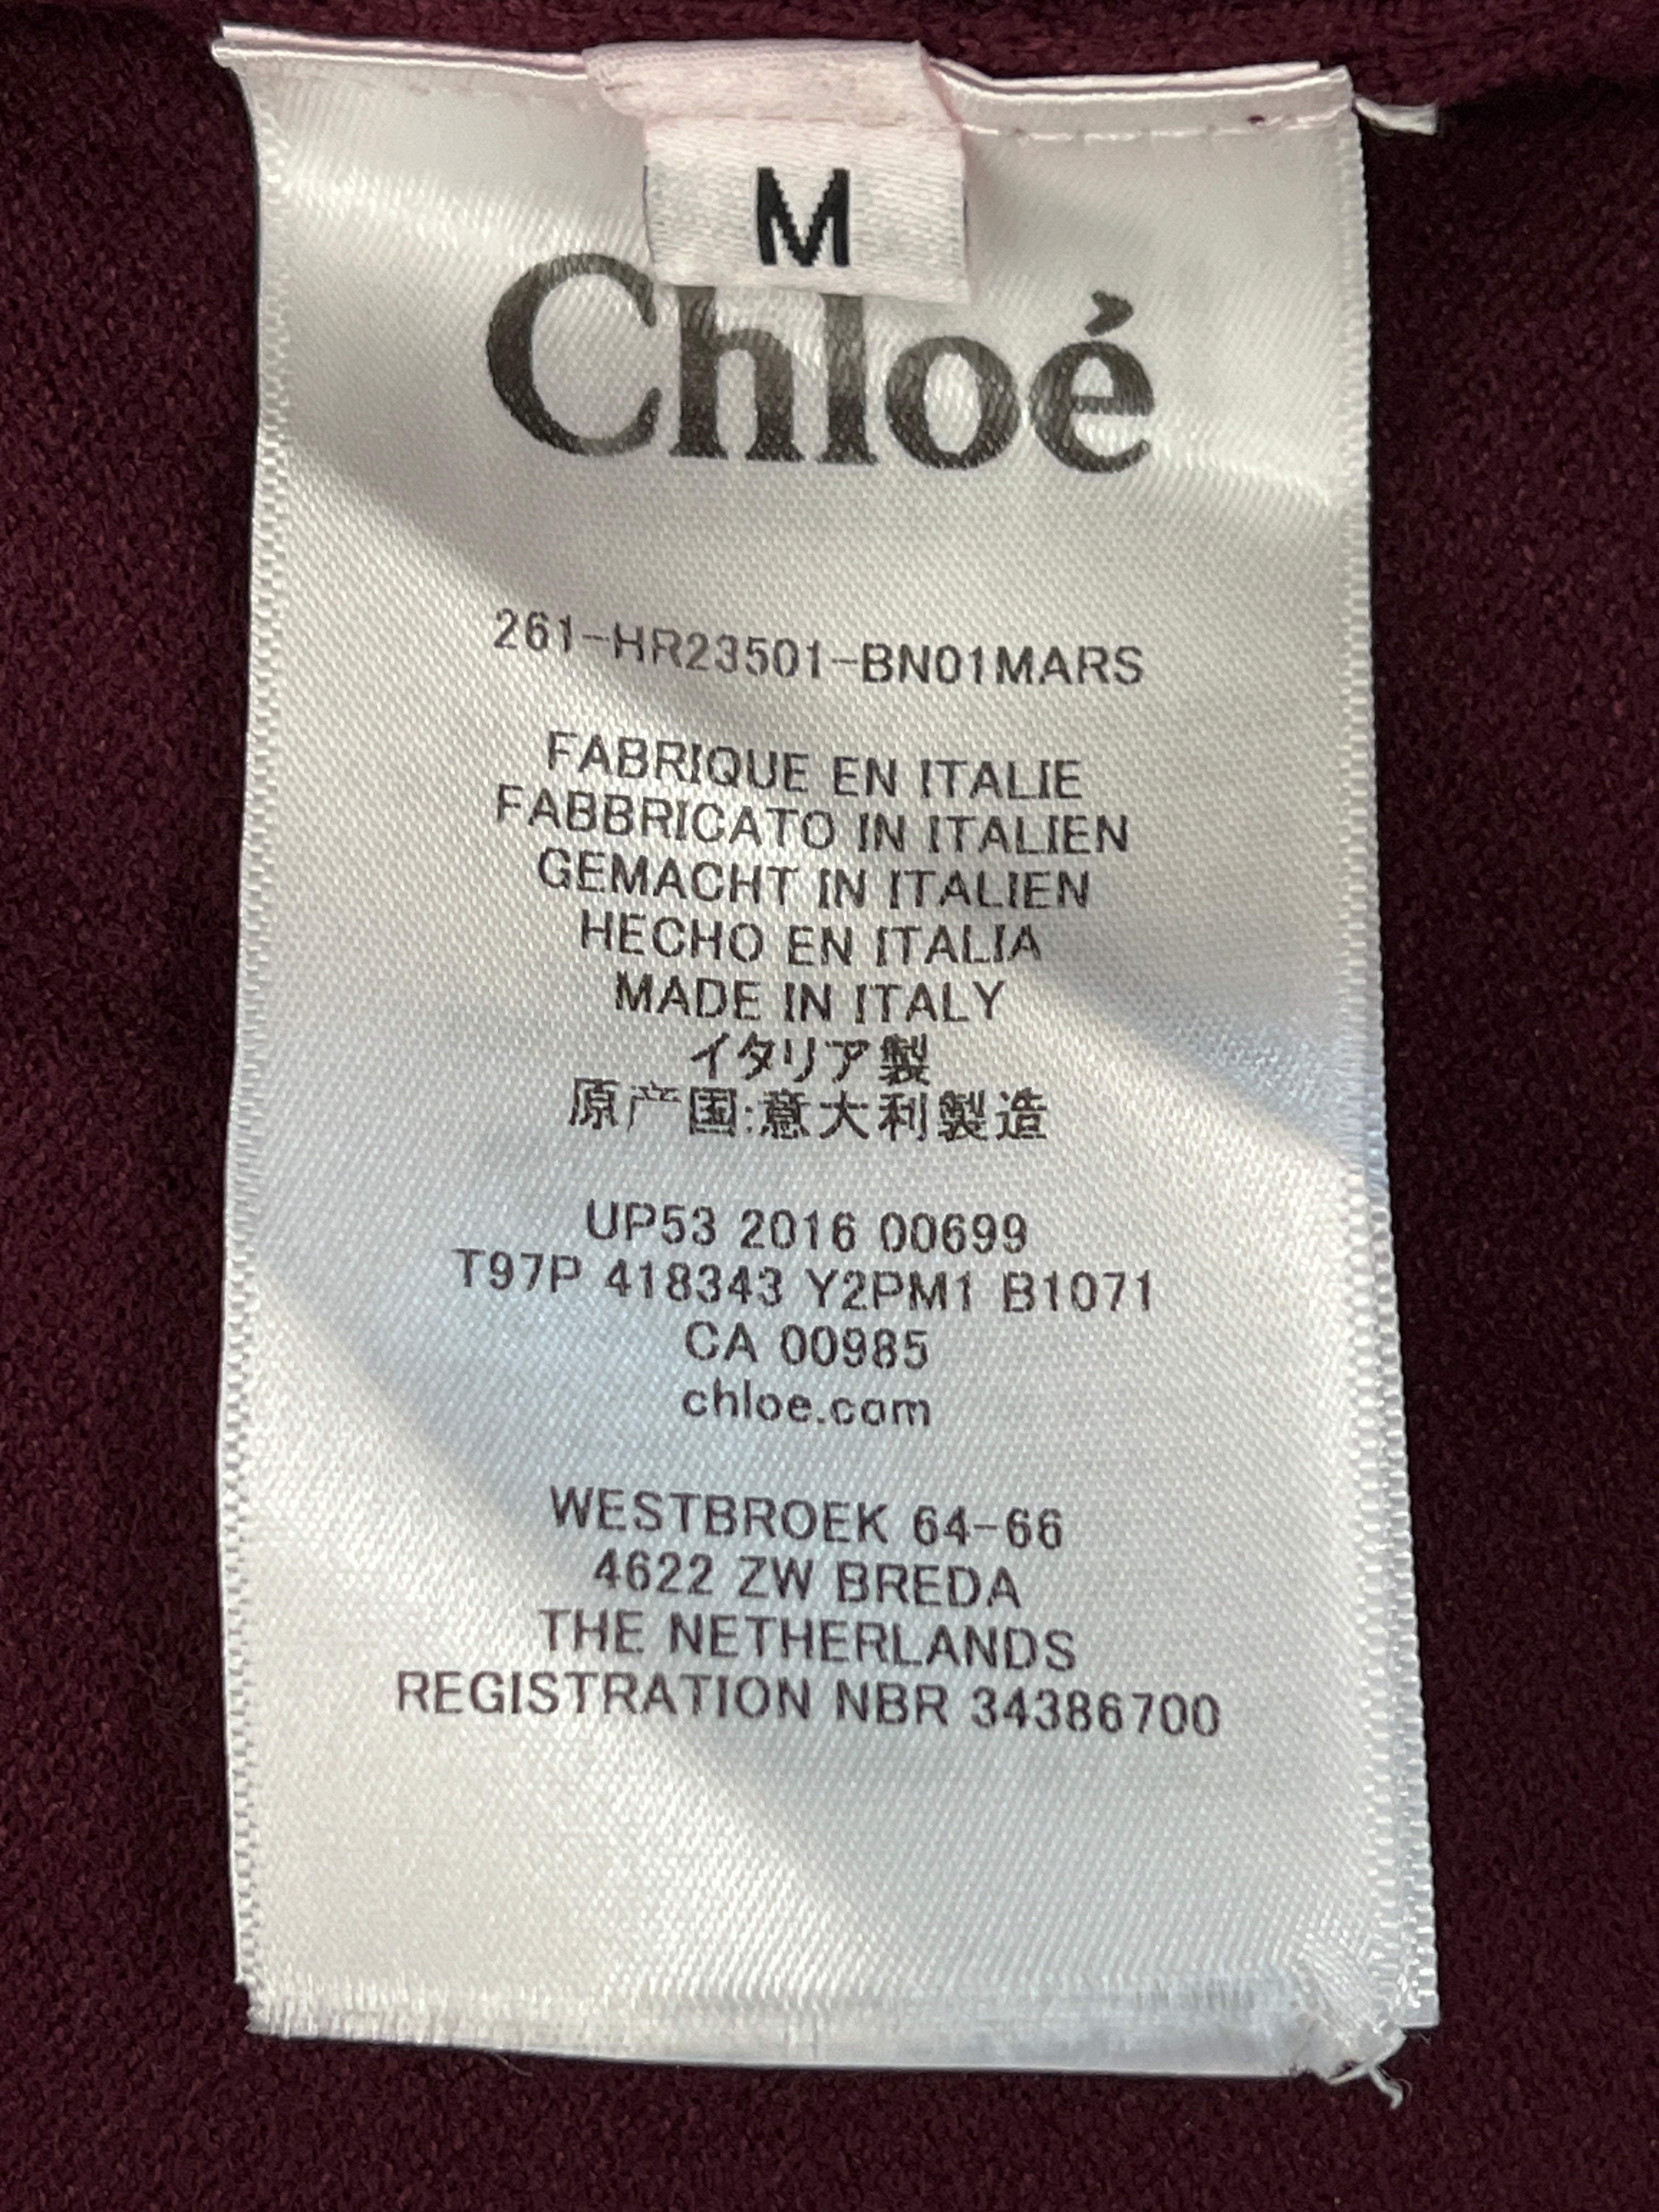 M
Chloé
261-HR23501-BN01MARS
FABRIQUE EN ITALIE
FABBRICATO IN ITALIEN
GEMACHT IN ITALIEN
HECHO EN ITALIA
MADE IN ITALY
イタリア製
原产国:意大利製造
UP53 2016 00699
T97P 418343 Y2PM1 B1071
CA 00985
chloe.com
WESTBROEK 64-66
4622 ZW BREDA
THE NETHERLANDS
REGISTRATION NBR 34386700